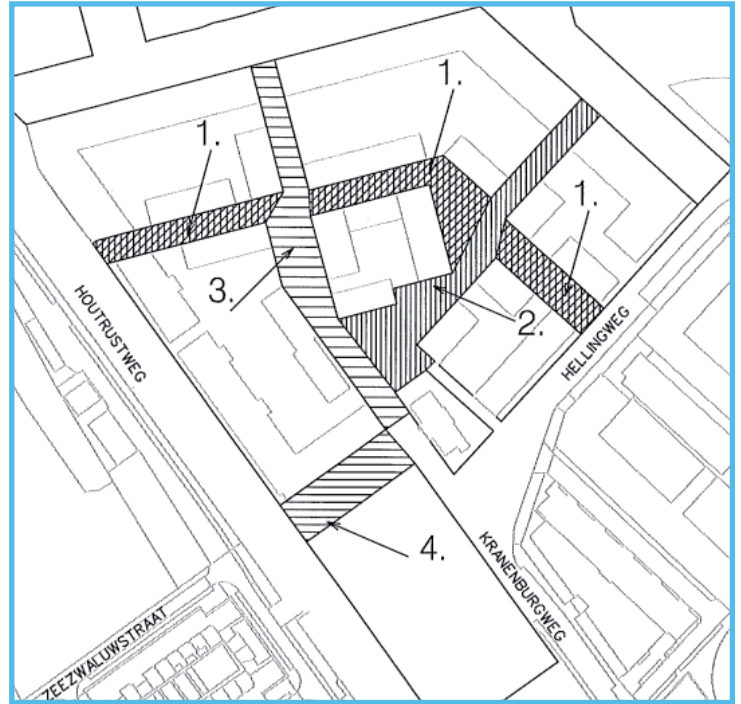 1.
1.
1.
3.
2.
HOUTRUSTWEG
HELLINGWEG
4.
KRANENBURGWEG
ZEEZWALUWSTRAAT